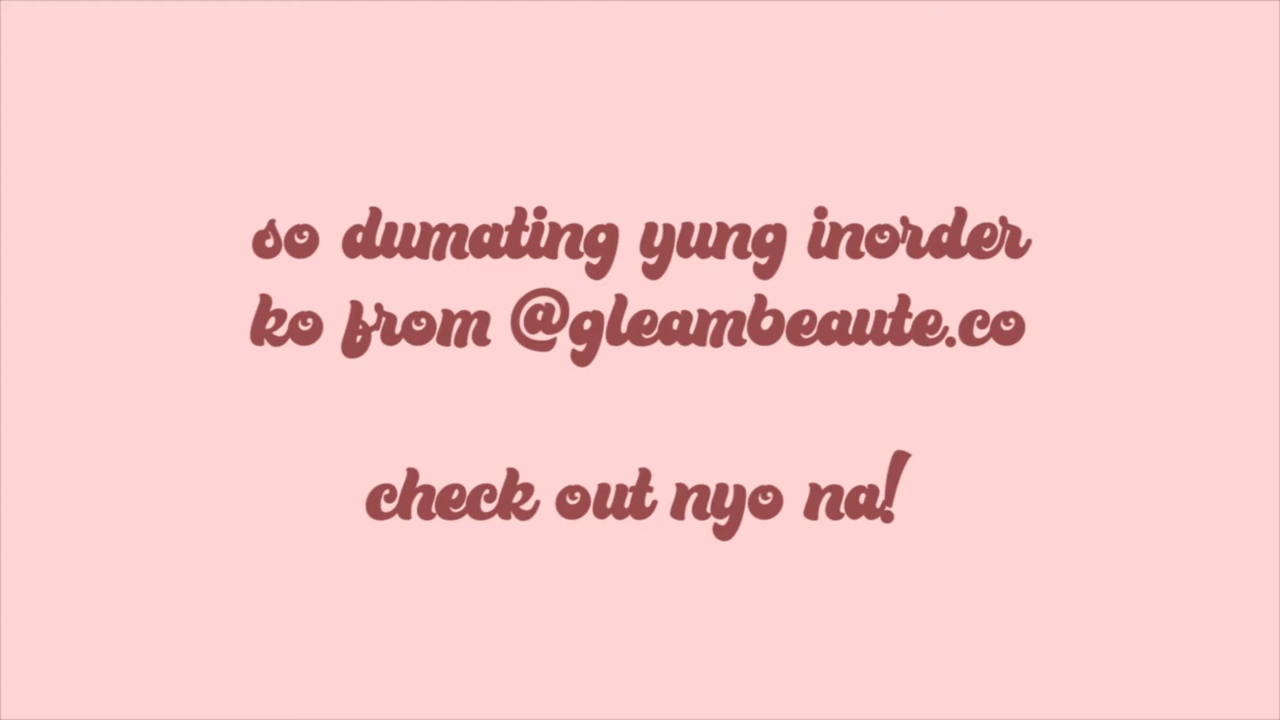 so dumating yung inorder
ko from @gleambeaute.co
check out nyo na!